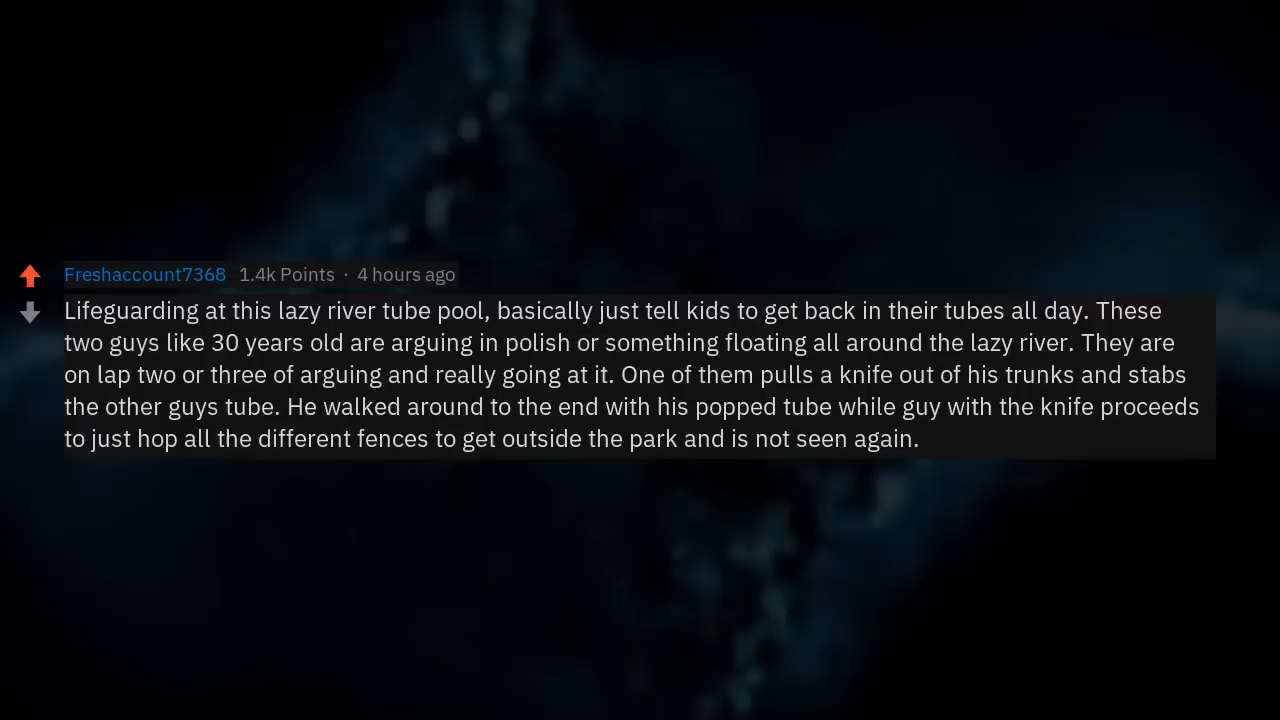 Freshaccount7368 1.4k Points · 4 hours ago
Lifeguarding at this lazy river tube pool, basically just tell kids to get back in their tubes all day. These
two guys like 30 years old are arguing in polish or something floating all around the lazy river. They are
on lap two or three of arguing and really going at it. One of them pulls a knife out of his trunks and stabs
the other guys tube. He walked around to the end with his popped tube while guy with the knife proceeds
to just hop all the different fences to get outside the park and is not seen again.